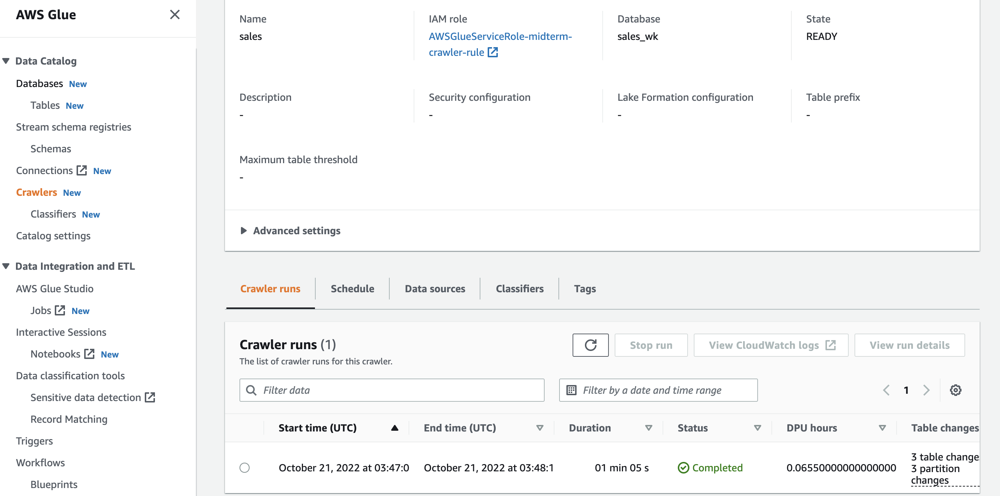 AWS Glue
Data Catalog
Databases New
Tables New
Stream schema registries
Schemas
Connections New
Crawlers New
Classifiers New
Catalog settings
Data Integration and ETL
AWS Glue Studio
Jobs New
Interactive Sessions
Notebooks New
Data classification tools
Sensitive data detection
Record Matching
Triggers
Workflows
Blueprints
Name
sales
IAM role
AWSGlueServiceRole-midterm-
crawler-rule
Database
sales_wk
State
READY
Description
-
Security configuration
-
Lake Formation configuration
-
Table prefix
-
Maximum table threshold
-
Advanced settings
Crawler runs
Schedule
Data sources
Classifiers
Tags
Crawler runs (1)
The list of crawler runs for this crawler.
Stop run
View CloudWatch logs
View run details
Filter data
Filter by a date and time range
1
Start time (UTC)
End time (UTC)
Duration
Status
DPU hours
Table changes
October 21, 2022 at 03:47:0
October 21, 2022 at 03:48:1
01 min 05 s
Completed
0.06550000000000000
3 table change
3 partition
changes